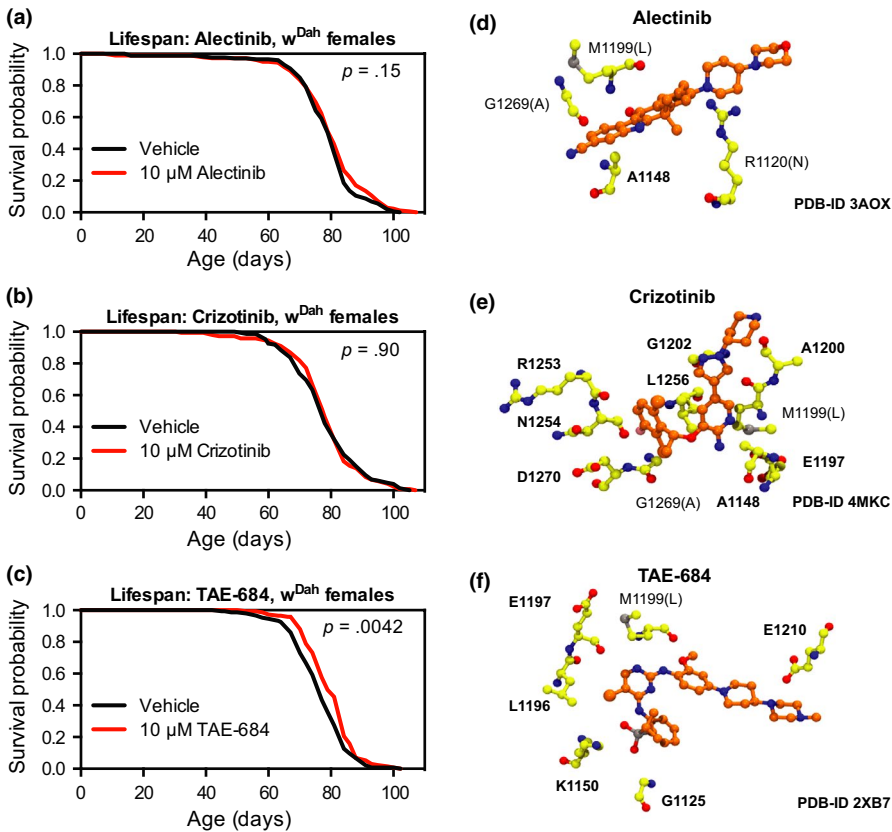 (a)
Lifespan: Alectinib, w^Dah females
p = .15
Survival probability
1.0
0.8
0.6
0.4
0.2
0.0
Vehicle
10 µM Alectinib
0 20 40 60 80 100
Age (days)
(b)
Lifespan: Crizotinib, w^Dah females
p = .90
Survival probability
1.0
0.8
0.6
0.4
0.2
0.0
Vehicle
10 µM Crizotinib
0 20 40 60 80 100
Age (days)
(c)
Lifespan: TAE-684, w^Dah females
p = .0042
Survival probability
1.0
0.8
0.6
0.4
0.2
0.0
Vehicle
10 µM TAE-684
0 20 40 60 80 100
Age (days)
(d)
Alectinib
M1199(L)
G1269(A)
A1148
R1120(N)
PDB-ID 3AOX
(e)
Crizotinib
G1202
A1200
R1253
L1256
M1199(L)
N1254
E1197
D1270
G1269(A)
A1148
PDB-ID 4MKC
(f)
TAE-684
E1197
M1199(L)
E1210
L1196
K1150
G1125
PDB-ID 2XB7